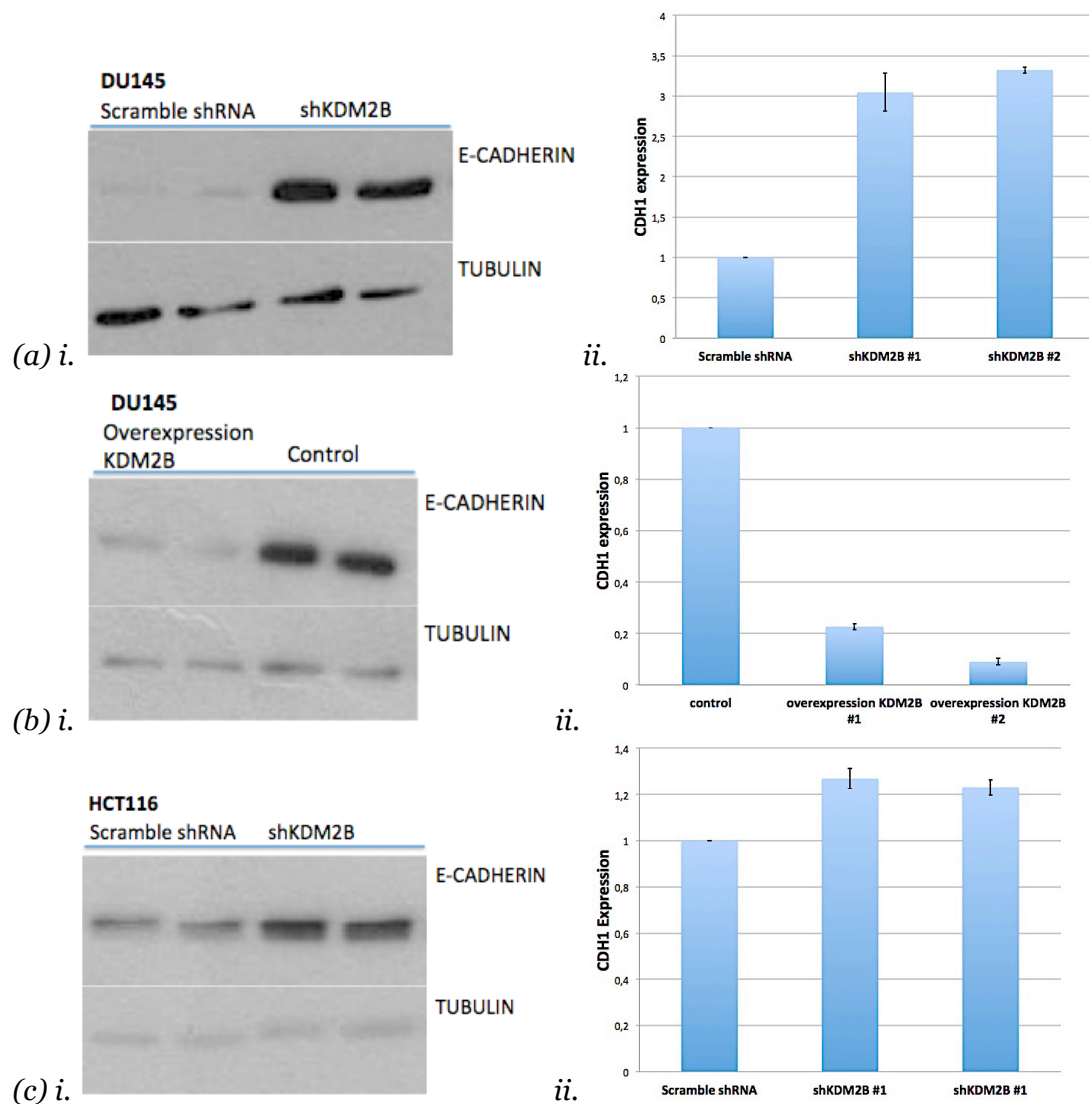 DU145
Scramble shRNA shKDM2B
E-CADHERIN
TUBULIN
(a) i.
CDH1 expression
4
3,5
3
2,5
2
1,5
1
0,5
0
Scramble shRNA shKDM2B #1 shKDM2B #2
ii.
DU145
Overexpression
KDM2B Control
E-CADHERIN
TUBULIN
(b) i.
CDH1 expression
1,2
1
0,8
0,6
0,4
0,2
0
control overexpression KDM2B overexpression KDM2B
#1 #2
ii.
HCT116
Scramble shRNA shKDM2B
E-CADHERIN
TUBULIN
(c) i.
CDH1 Expression
1,4
1,2
1
0,8
0,6
0,4
0,2
0
Scramble shRNA shKDM2B #1 shKDM2B #1
ii.